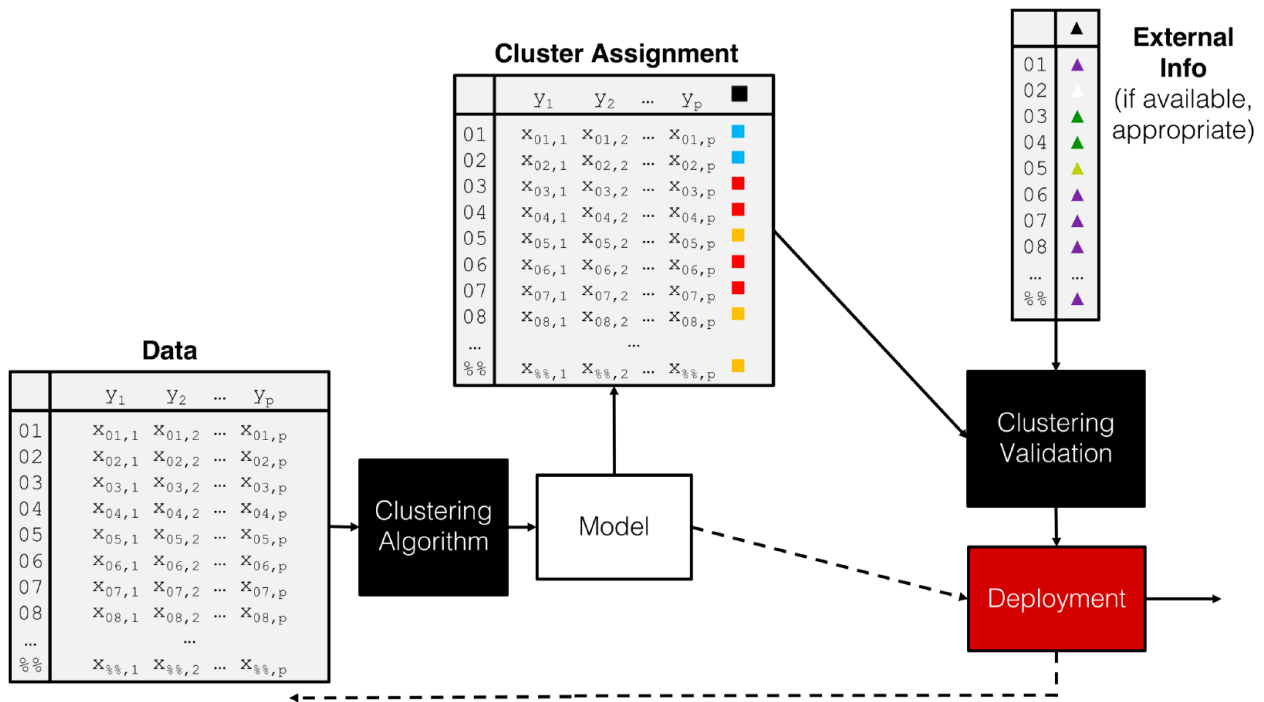 Cluster Assignment
y1 y2 … yp
01 x01,1 x01,2 … x01,p
02 x02,1 x02,2 … x02,p
03 x03,1 x03,2 … x03,p
04 x04,1 x04,2 … x04,p
05 x05,1 x05,2 … x05,p
06 x06,1 x06,2 … x06,p
07 x07,1 x07,2 … x07,p
08 x08,1 x08,2 … x08,p
… …
%% x%%,1 x%%,2 … x%%,p
External
Info
(if available,
appropriate)
01
02
03
04
05
06
07
08
… …
%%
Data
y1 y2 … yp
01 x01,1 x01,2 … x01,p
02 x02,1 x02,2 … x02,p
03 x03,1 x03,2 … x03,p
04 x04,1 x04,2 … x04,p
05 x05,1 x05,2 … x05,p
06 x06,1 x06,2 … x06,p
07 x07,1 x07,2 … x07,p
08 x08,1 x08,2 … x08,p
… …
%% x%%,1 x%%,2 … x%%,p
Clustering
Algorithm
Model
Clustering
Validation
Deployment